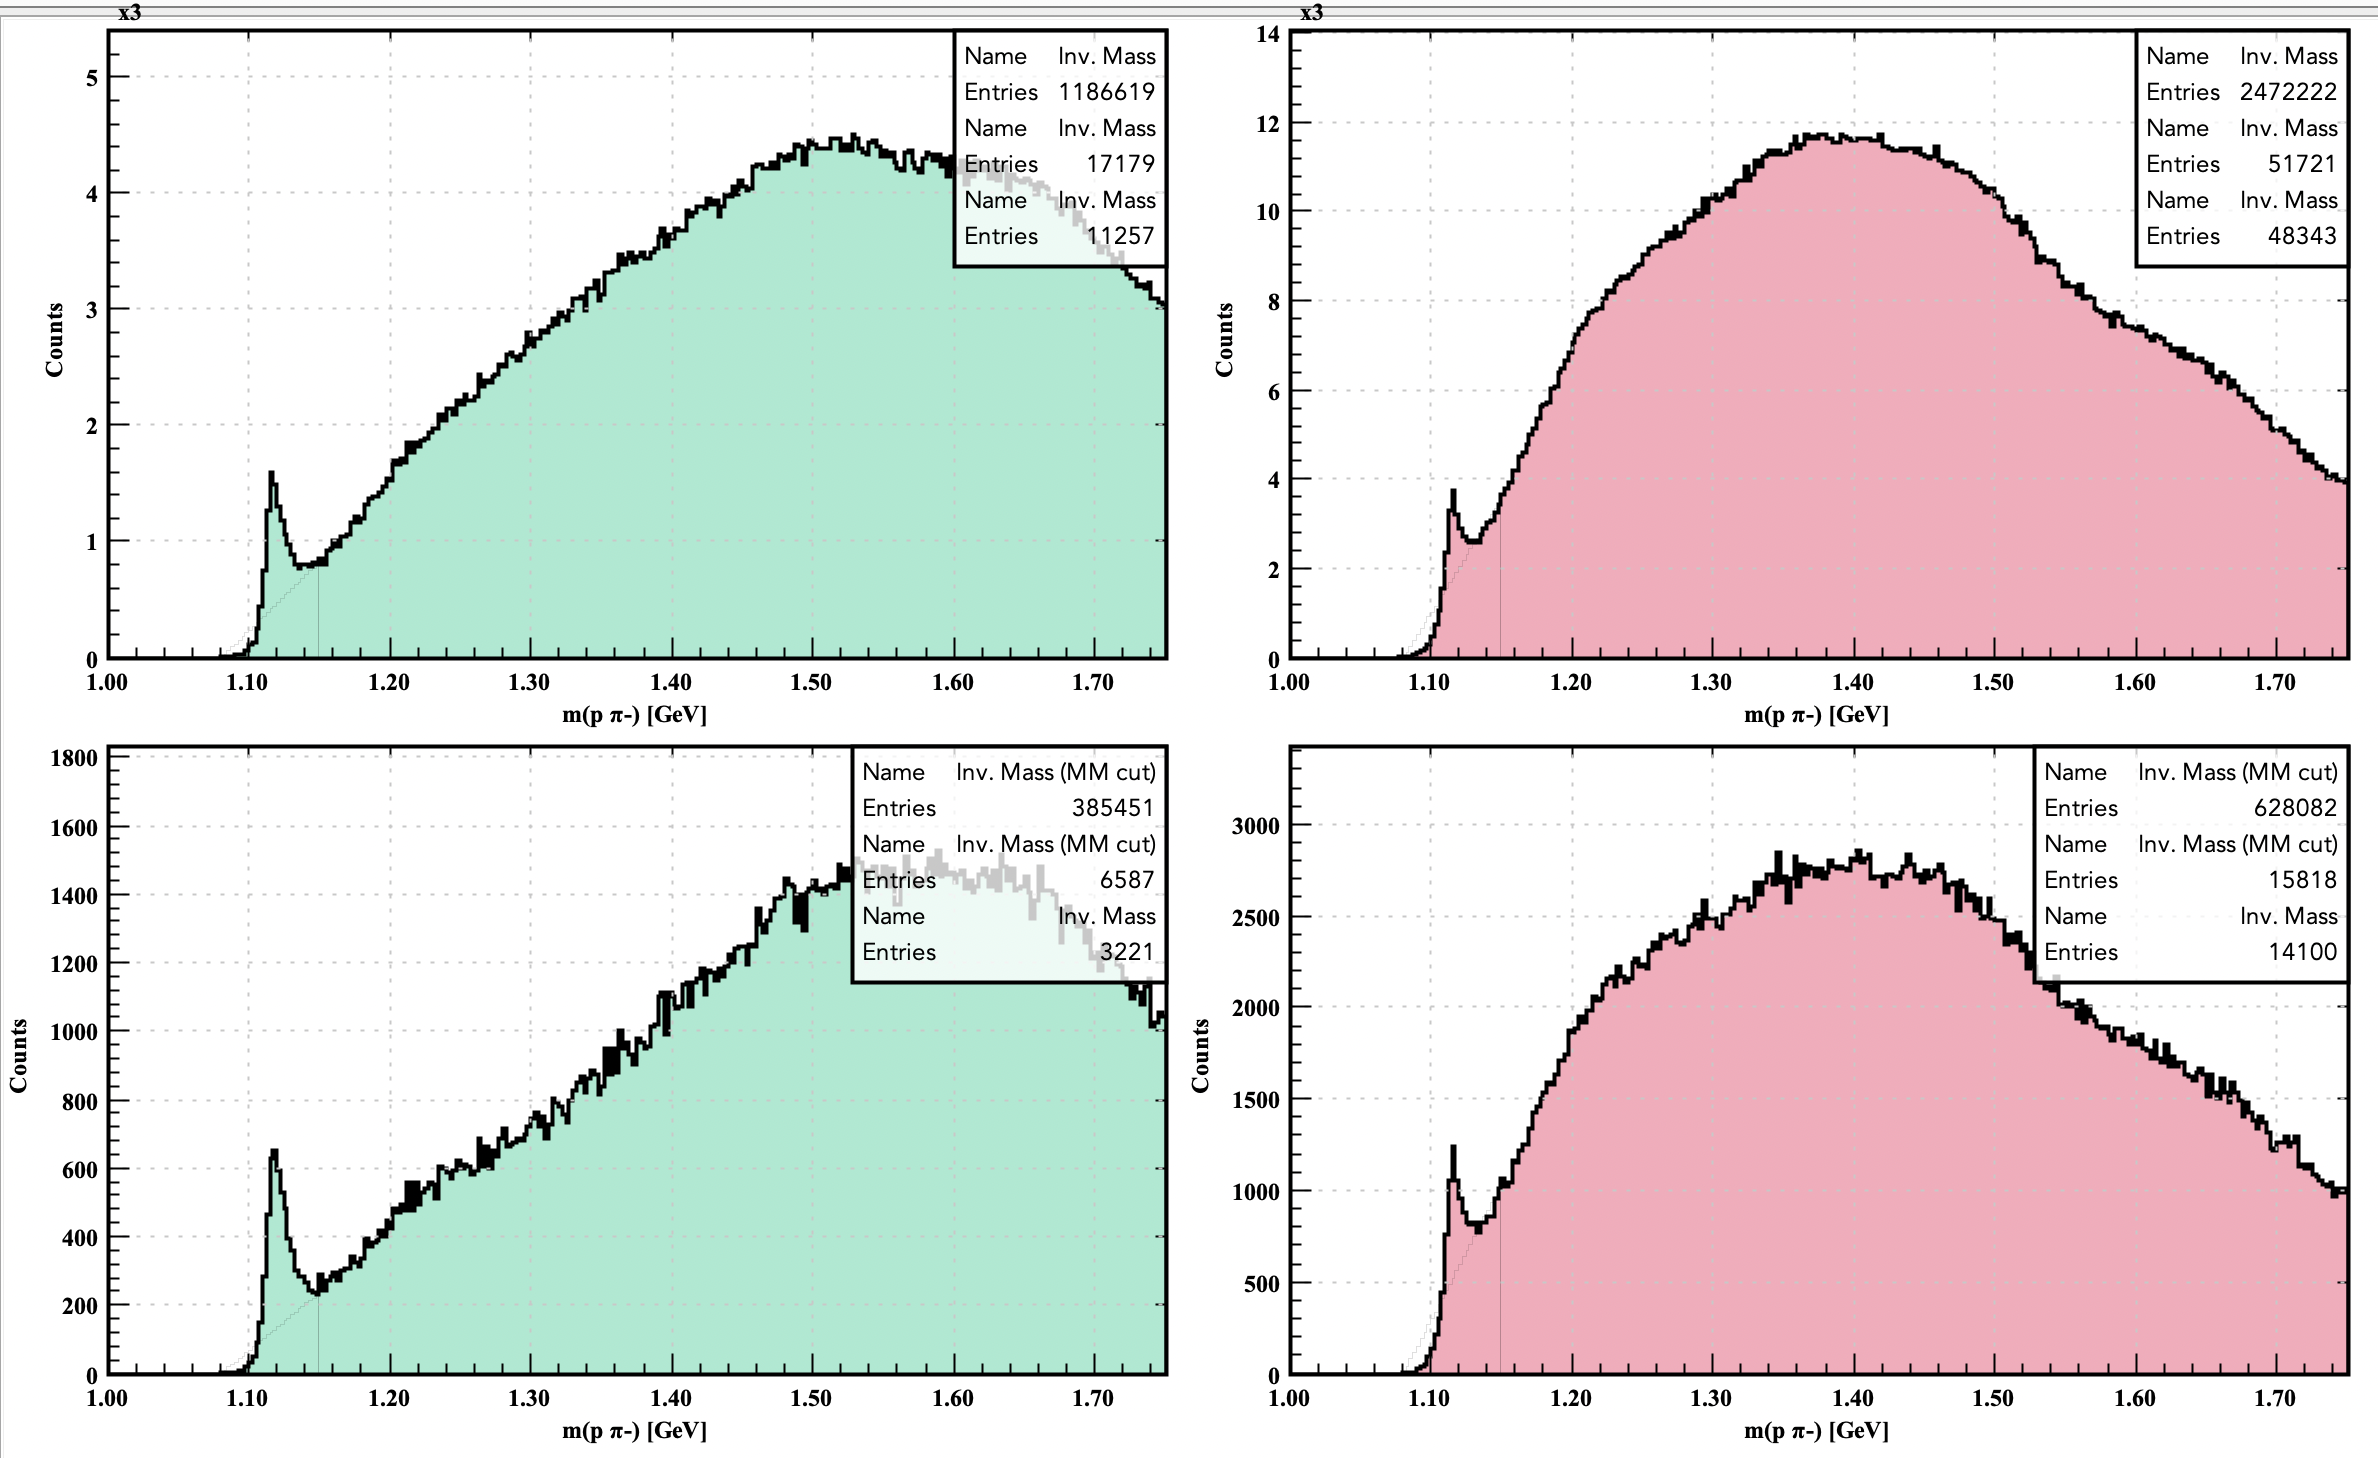 x3
5
4
3
2
1
0
Counts
1.00 1.10 1.20 1.30 1.40 1.50 1.60 1.70
m(p π-) [GeV]
Name Inv. Mass
Entries 1186619
Name Inv. Mass
Entries 17179
Name Inv. Mass
Entries 11257
x3
14
12
10
8
6
4
2
0
Counts
1.00 1.10 1.20 1.30 1.40 1.50 1.60 1.70
m(p π-) [GeV]
Name Inv. Mass
Entries 2472222
Name Inv. Mass
Entries 51721
Name Inv. Mass
Entries 48343
1800
1600
1400
1200
1000
800
600
400
200
0
Counts
1.00 1.10 1.20 1.30 1.40 1.50 1.60 1.70
m(p π-) [GeV]
Name Inv. Mass (MM cut)
Entries 385451
Name Inv. Mass (MM cut)
Entries 6587
Name Inv. Mass
Entries 3221
3000
2500
2000
1500
1000
500
0
Counts
1.00 1.10 1.20 1.30 1.40 1.50 1.60 1.70
m(p π-) [GeV]
Name Inv. Mass (MM cut)
Entries 628082
Name Inv. Mass (MM cut)
Entries 15818
Name Inv. Mass
Entries 14100